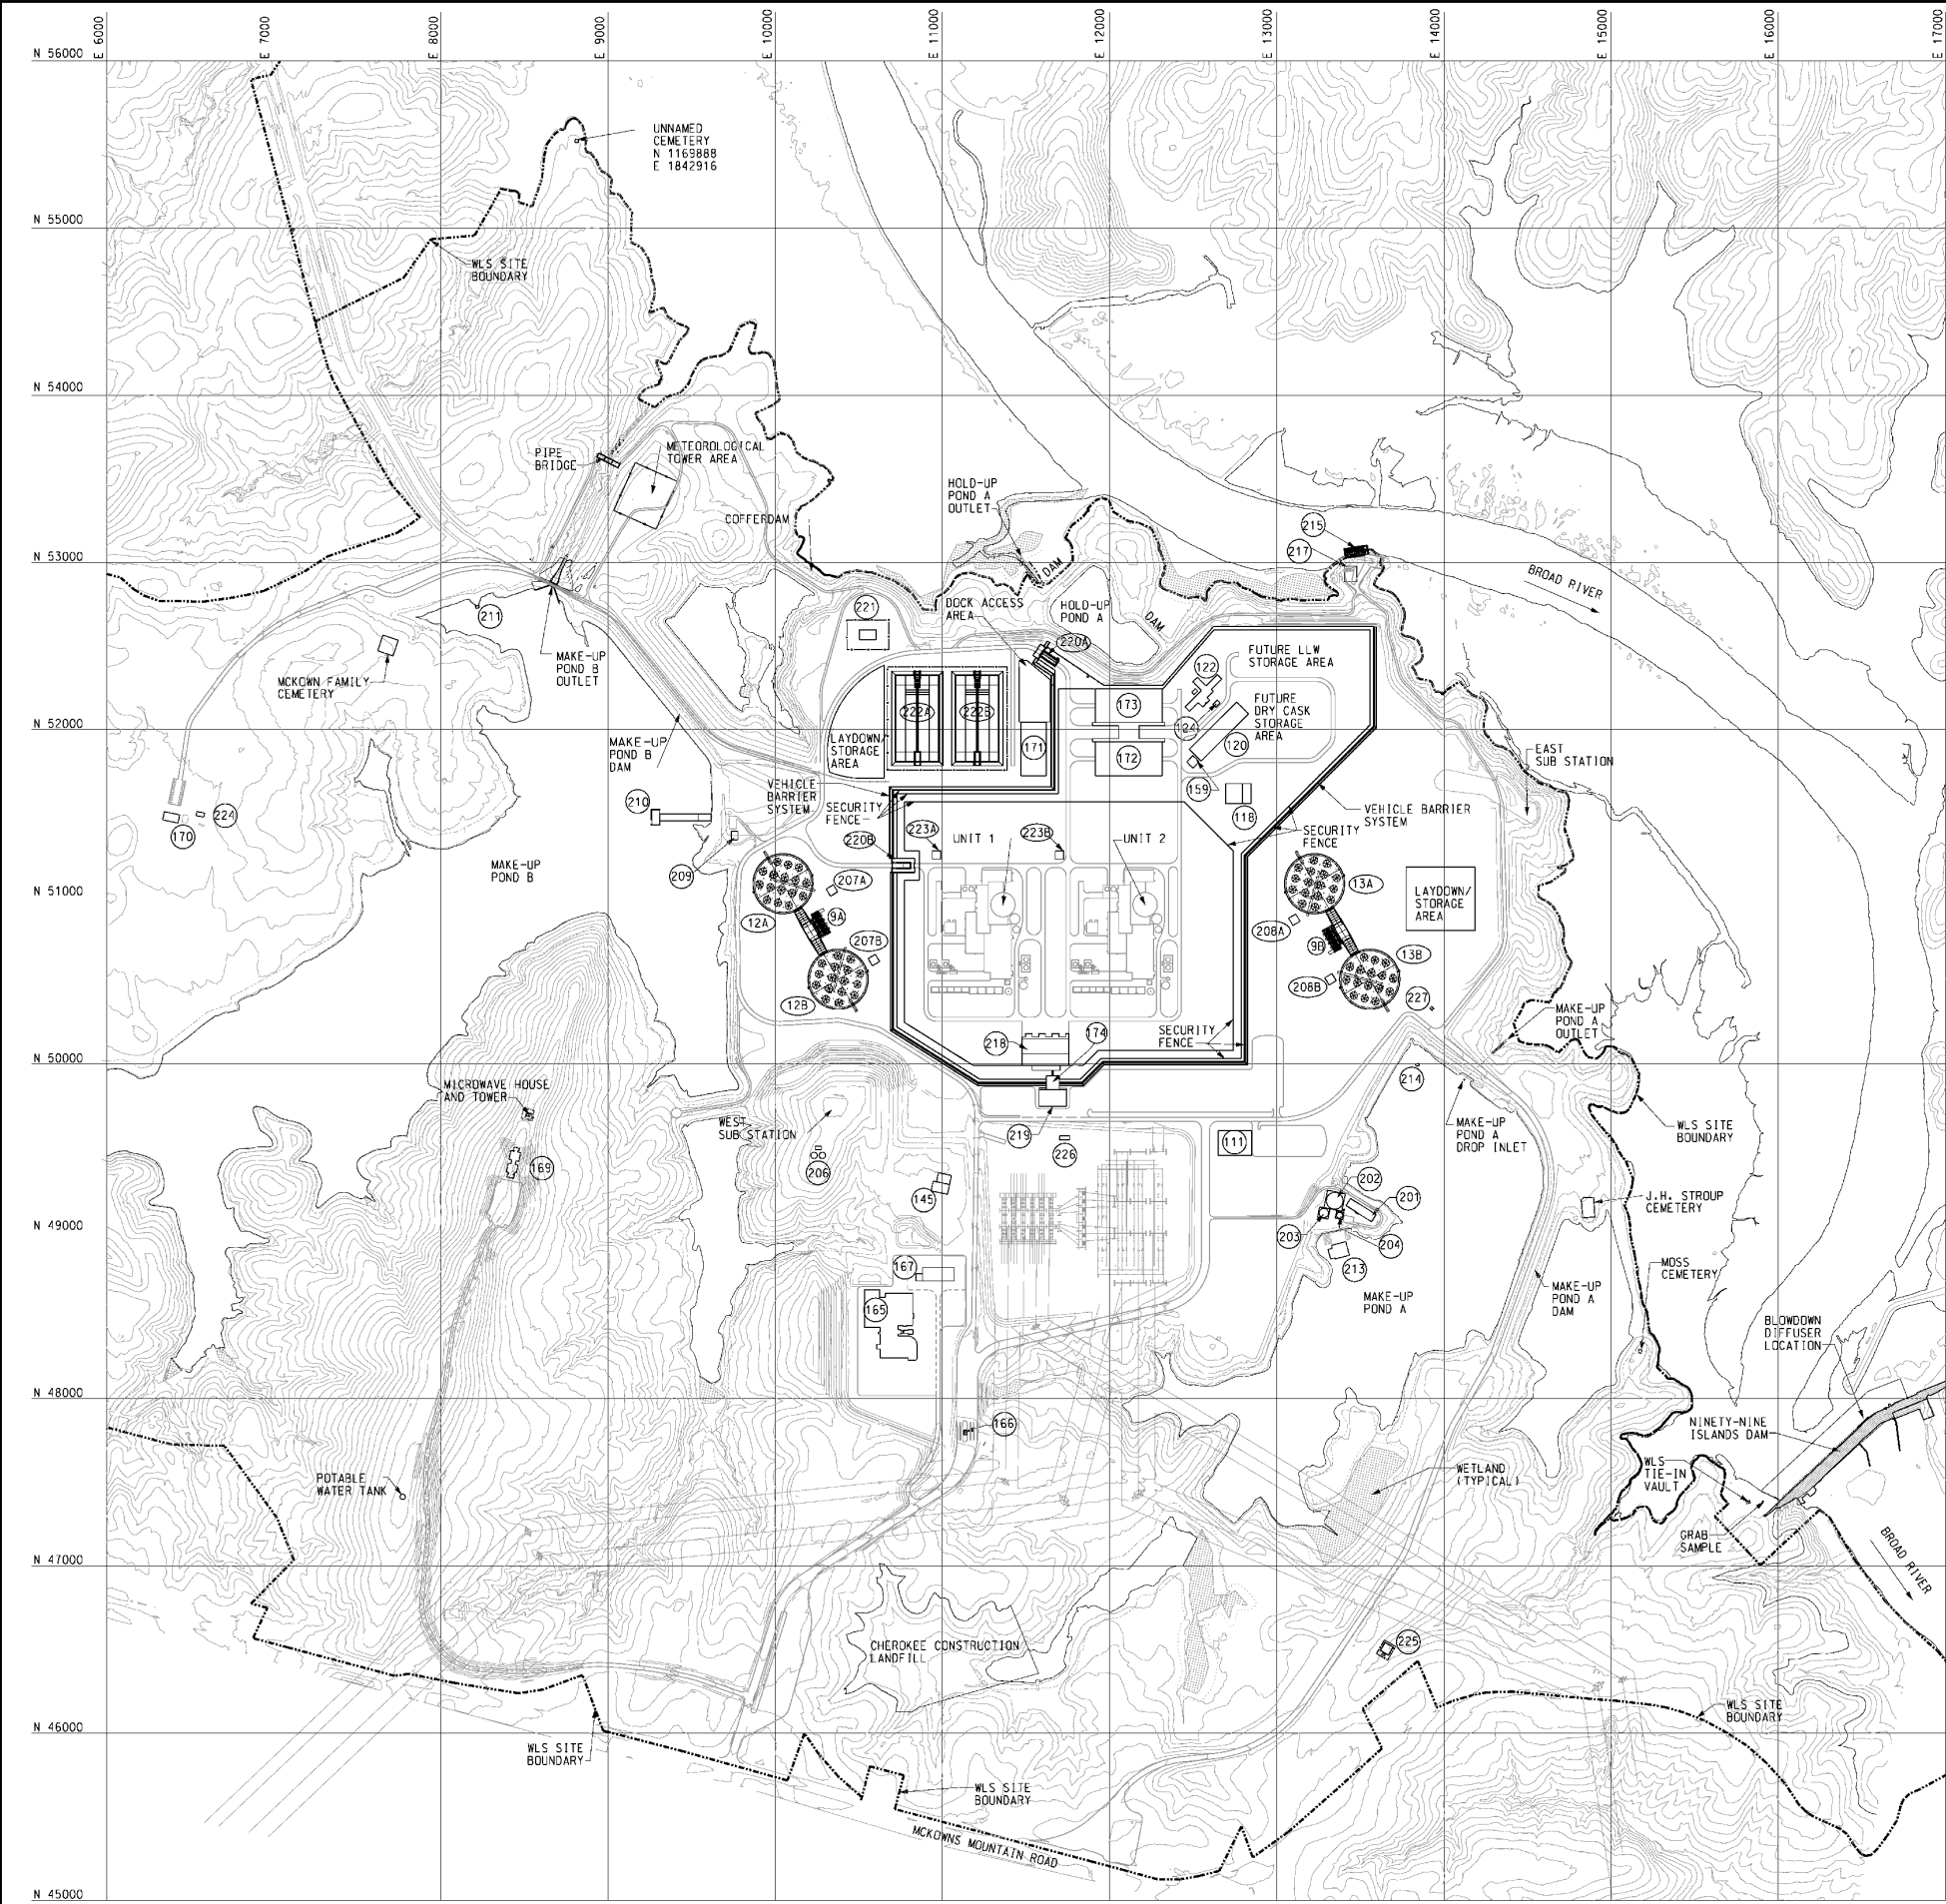 E 6000
E 7000
E 8000
E 9000
E 10000
E 11000
E 12000
E 13000
E 14000
E 15000
E 16000
E 17000
N 56000
UNNAMED
CEMETERY
N 1169888
E 1842916
N 55000
WLS SITE
BOUNDARY
N 54000
PIPE
BRIDGE
METEOROLOGICAL
TOWER AREA
COFFERDAM
HOLD-UP
POND A
OUTLET
215
217
N 53000
DAM
BROAD RIVER
211
221
DOCK ACCESS
AREA
HOLD-UP
POND A
DAM
220A
MAKE-UP
POND B
OUTLET
MCKOWN FAMILY
CEMETERY
122
FUTURE LLW
STORAGE AREA
N 52000
222A
222B
173
124
FUTURE
DRY CASK
STORAGE
AREA
120
MAKE-UP
POND B
DAM
LAYDOWN/
STORAGE
AREA
171
172
EAST
SUB STATION
VEHICLE
BARRIER
SYSTEM
SECURITY
FENCE
159
118
VEHICLE BARRIER
SYSTEM
SECURITY
FENCE
224
170
210
220B
223A
UNIT 1
223B
UNIT 2
MAKE-UP
POND B
209
N 51000
207A
9A
12A
207B
12B
13A
LAYDOWN/
STORAGE
AREA
208A
9B
13B
208B
227
MAKE-UP
POND A
OUTLET
218
174
SECURITY
FENCE
N 50000
214
MICROWAVE HOUSE
AND TOWER
WEST
SUB STATION
219
226
111
MAKE-UP
POND A
DROP INLET
WLS SITE
BOUNDARY
169
206
145
202
201
J.H. STROUP
CEMETERY
N 49000
203
204
213
167
165
MAKE-UP
POND A
MAKE-UP
POND A
DAM
MOSS
CEMETERY
BLOWDOWN
DIFFUSER
LOCATION
N 48000
166
NINETY-NINE
ISLANDS DAM
POTABLE
WATER TANK
WETLAND
(TYPICAL)
WLS
TIE-IN
VAULT
GRAB
SAMPLE
BROAD RIVER
N 47000
CHEROKEE CONSTRUCTION
LANDFILL
225
N 46000
WLS SITE
BOUNDARY
WLS SITE
BOUNDARY
WLS SITE
BOUNDARY
MCKOWNS MOUNTAIN ROAD
N 45000